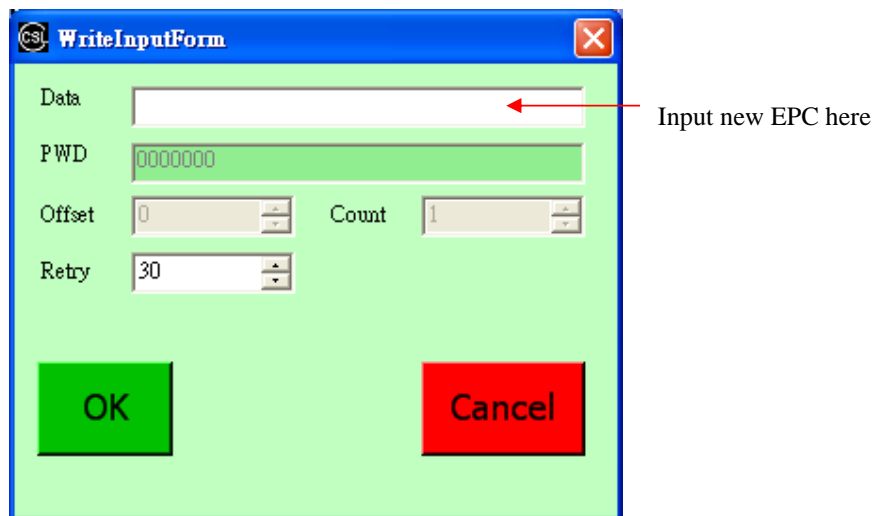 CSL WriteInputForm
Data
Input new EPC here
PWD 0000000
Offset 0 Count 1
Retry 30
OK Cancel